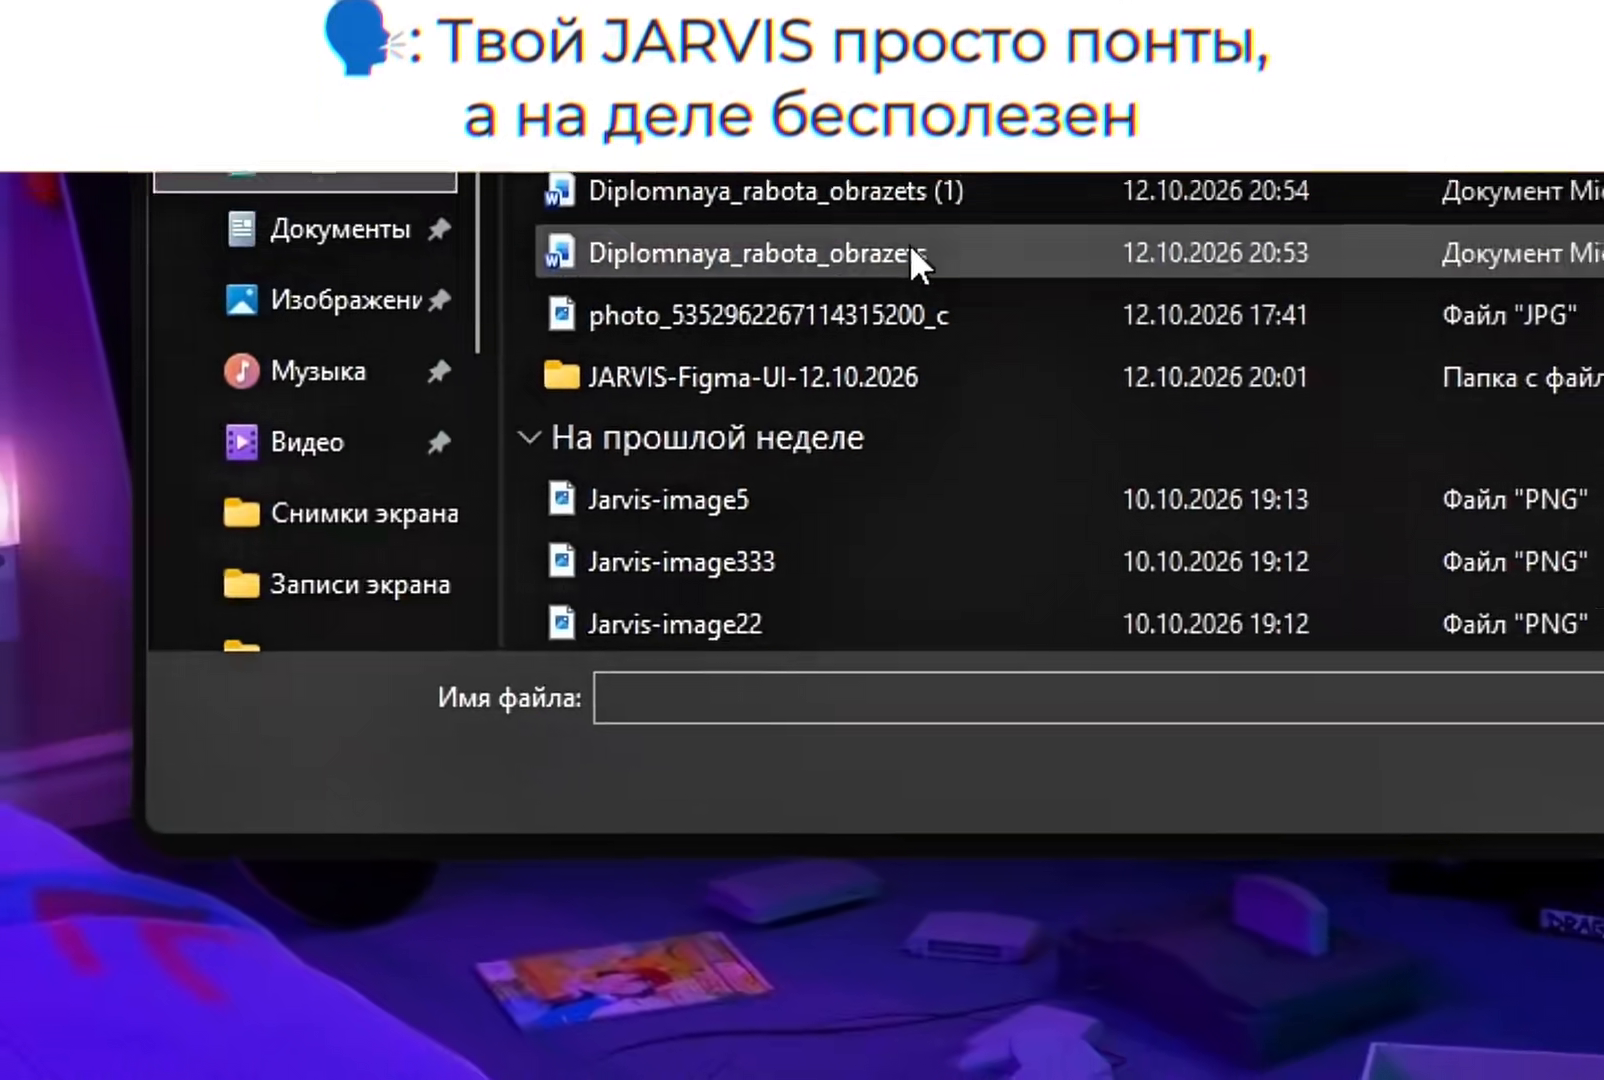 : Твой JARVIS просто понты,
а на деле бесполезен
Diplomnaya_rabota_obrazets (1) 12.10.2026 20:54 Документ Mi
Документы
Diplomnaya_rabota_obrazets 12.10.2026 20:53 Документ Mi
Изображени
photo_5352962267114315200_c 12.10.2026 17:41 Файл "JPG"
Музыка
JARVIS-Figma-UI-12.10.2026 12.10.2026 20:01 Папка с файл
Видео
На прошлой неделе
Снимки экрана
Jarvis-image5 10.10.2026 19:13 Файл "PNG"
Записи экрана
Jarvis-image333 10.10.2026 19:12 Файл "PNG"
Jarvis-image22 10.10.2026 19:12 Файл "PNG"
Имя файла:
DRAG